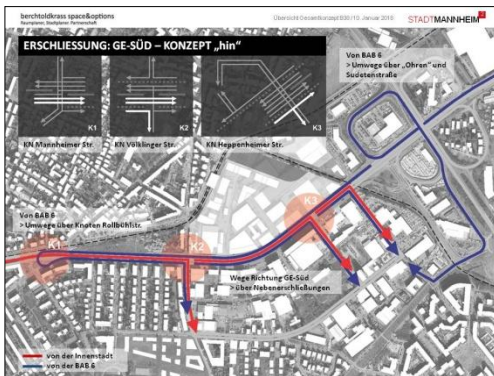 berchtoldkrass space&options
Raumplaner, Stadtplaner. Partnerschaft
Übersicht Gesamtkonzept B38 / 10. Januar 2018
STADTMANNHEIM²
ERSCHLIESSUNG: GE-SÜD – KONZEPT „hin“
K1
K2
K3
KN Mannheimer Str.
KN Völklinger Str.
KN Heppenheimer Str.
Von BAB 6
> Umwege über „Ohren“ und
Sudetenstraße
Von BAB 6
> Umwege über Knoten Rollbühlstr.
K1
K2
K3
Wege Richtung GE-Süd
> über Nebenerschließungen
von der Innenstadt
von der BAB 6